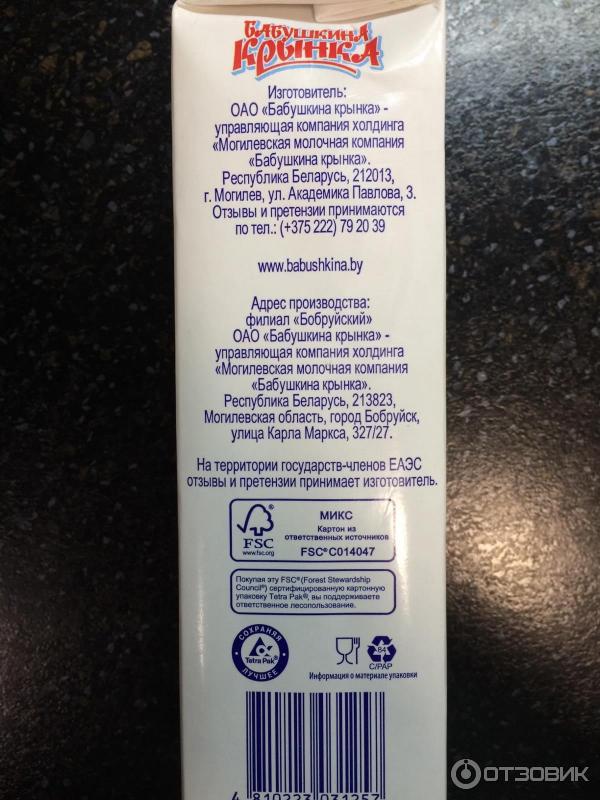 БАБУШКИНА
КРЫНКА
Изготовитель:
ОАО «Бабушкина крынка» -
управляющая компания холдинга
«Могилевская молочная компания
«Бабушкина крынка».
Республика Беларусь, 212013,
г. Могилев, ул. Академика Павлова, 3.
Отзывы и претензии принимаются
по тел.: (+375 222) 79 20 39
www.babushkina.by
Адрес производства:
филиал «Бобруйский»
ОАО «Бабушкина крынка» -
управляющая компания холдинга
«Могилевская молочная компания
«Бабушкина крынка».
Республика Беларусь, 213823,
Могилевская область, город Бобруйск,
улица Карла Маркса, 327/27.
На территории государств-членов ЕАЭС
отзывы и претензии принимает изготовитель.
FSC
www.fsc.org
МИКС
Картон из
ответственных источников
FSC® C014047
Покупая эту FSC® (Forest Stewardship
Council®) сертифицированную картонную
упаковку Tetra Pak®, вы поддерживаете
ответственное лесопользование.
СОХРАНЯЯ
Tetra Pak®
ЛУЧШЕЕ
84
C/PAP
Информация о материале упаковки
4 810223 031257
ОТЗОВИК